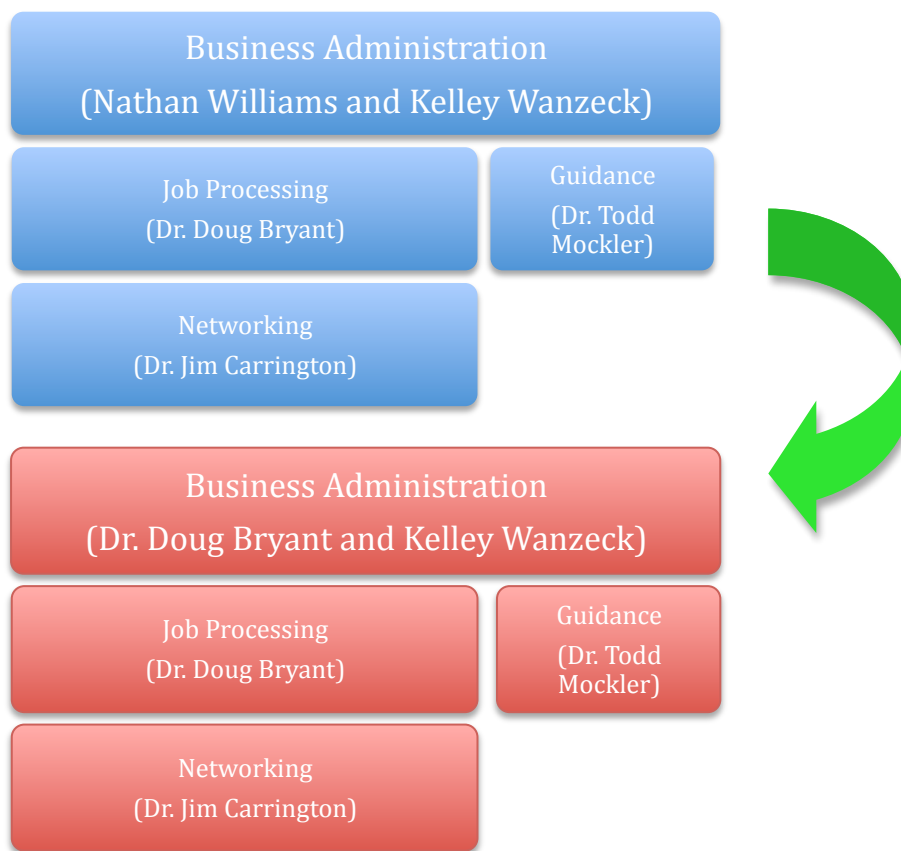 Business Administration
(Nathan Williams and Kelley Wanzeck)
Job Processing
(Dr. Doug Bryant)
Guidance
(Dr. Todd
Mockler)
Networking
(Dr. Jim Carrington)
Business Administration
(Dr. Doug Bryant and Kelley Wanzeck)
Job Processing
(Dr. Doug Bryant)
Guidance
(Dr. Todd
Mockler)
Networking
(Dr. Jim Carrington)